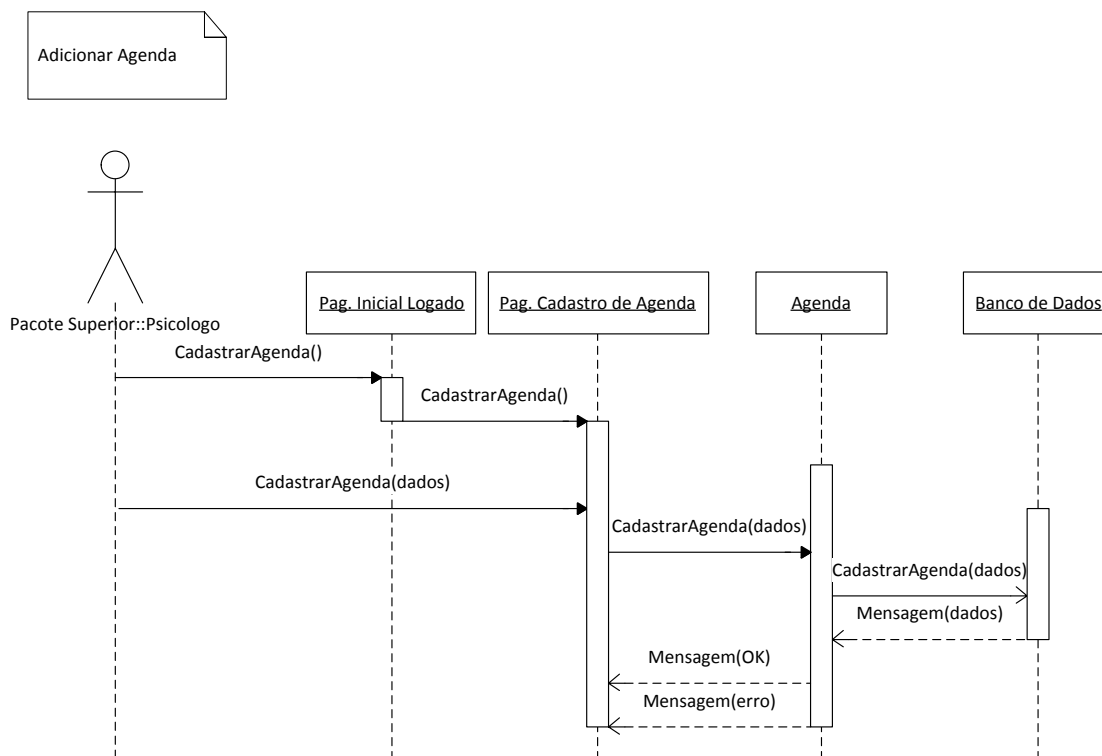 Adicionar Agenda
Pacote Superior::Psicologo
Pag. Inicial Logado
Pag. Cadastro de Agenda
Agenda
Banco de Dados
CadastrarAgenda()
CadastrarAgenda()
CadastrarAgenda(dados)
CadastrarAgenda(dados)
CadastrarAgenda(dados)
Mensagem(dados)
Mensagem(OK)
Mensagem(erro)